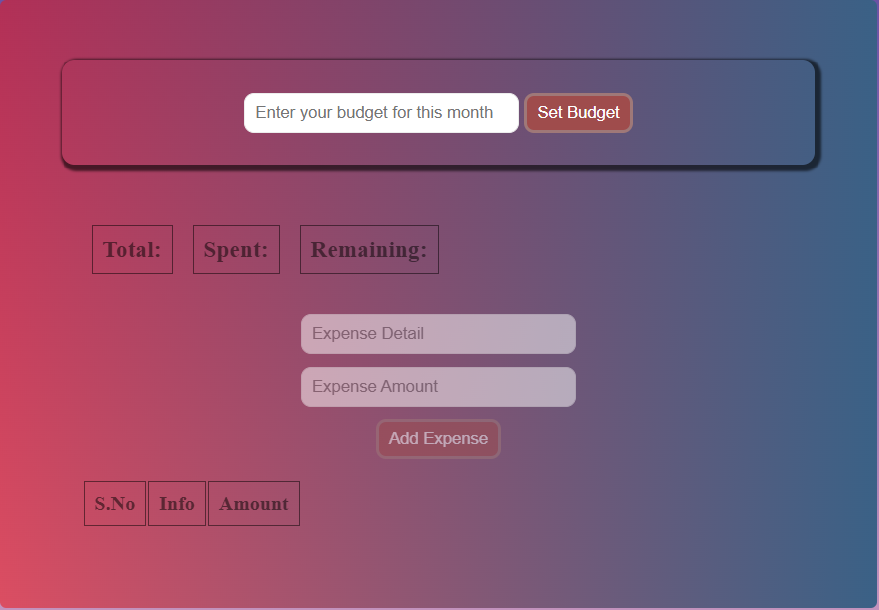 Enter your budget for this month Set Budget
Total: Spent: Remaining:
Expense Detail
Expense Amount
Add Expense
S.No Info Amount